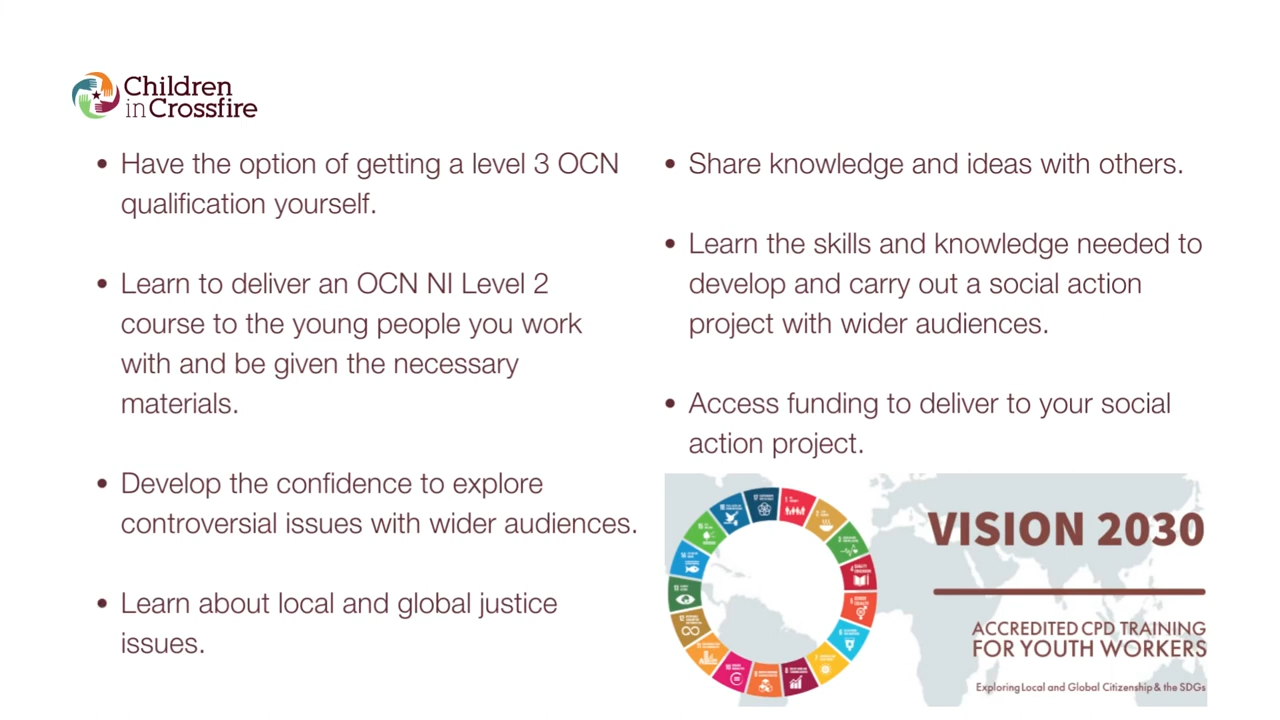 Children
in Crossfire
• Have the option of getting a level 3 OCN
qualification yourself.
• Learn to deliver an OCN NI Level 2
course to the young people you work
with and be given the necessary
materials.
• Develop the confidence to explore
controversial issues with wider audiences.
• Learn about local and global justice
issues.
• Share knowledge and ideas with others.
• Learn the skills and knowledge needed to
develop and carry out a social action
project with wider audiences.
• Access funding to deliver to your social
action project.
VISION 2030
ACCREDITED CPD TRAINING
FOR YOUTH WORKERS
Exploring Local and Global Citizenship & the SDGs